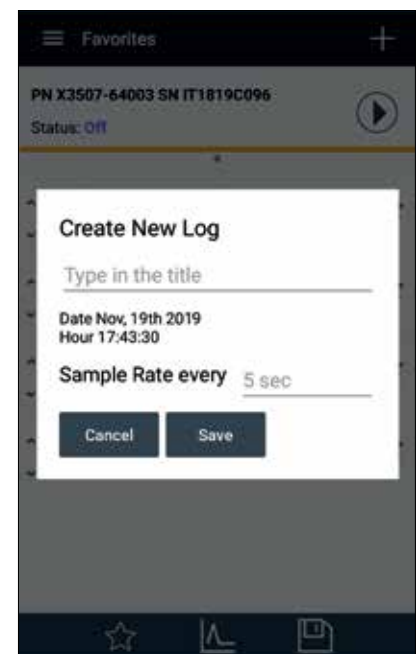 Favorites
PN X3507-64003 SN IT1819C096
Status: Off
Create New Log
Type in the title
Date Nov, 19th 2019
Hour 17:43:30
Sample Rate every 5 sec
Cancel Save